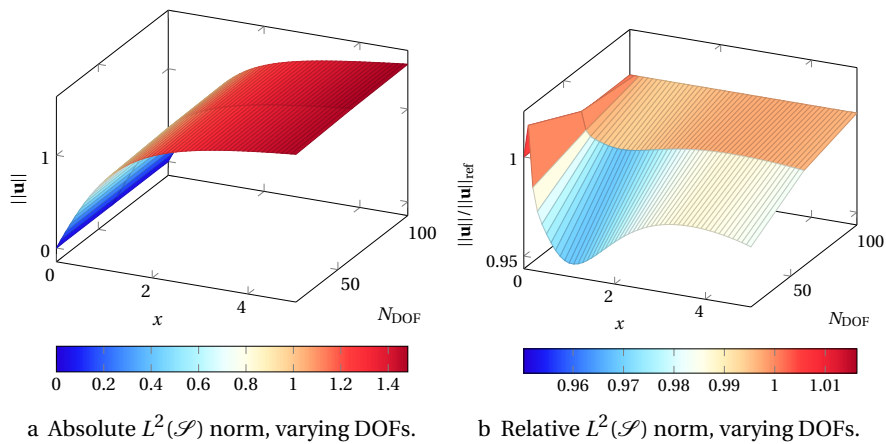 1
0
||𝐮||
0
2
4
x
50
100
N_DOF
0 0.2 0.4 0.6 0.8 1 1.2 1.4
a Absolute L²(𝒮) norm, varying DOFs.
1
0.95
||𝐮||/||𝐮||_ref
0
2
4
x
50
100
N_DOF
0.96 0.97 0.98 0.99 1 1.01
b Relative L²(𝒮) norm, varying DOFs.